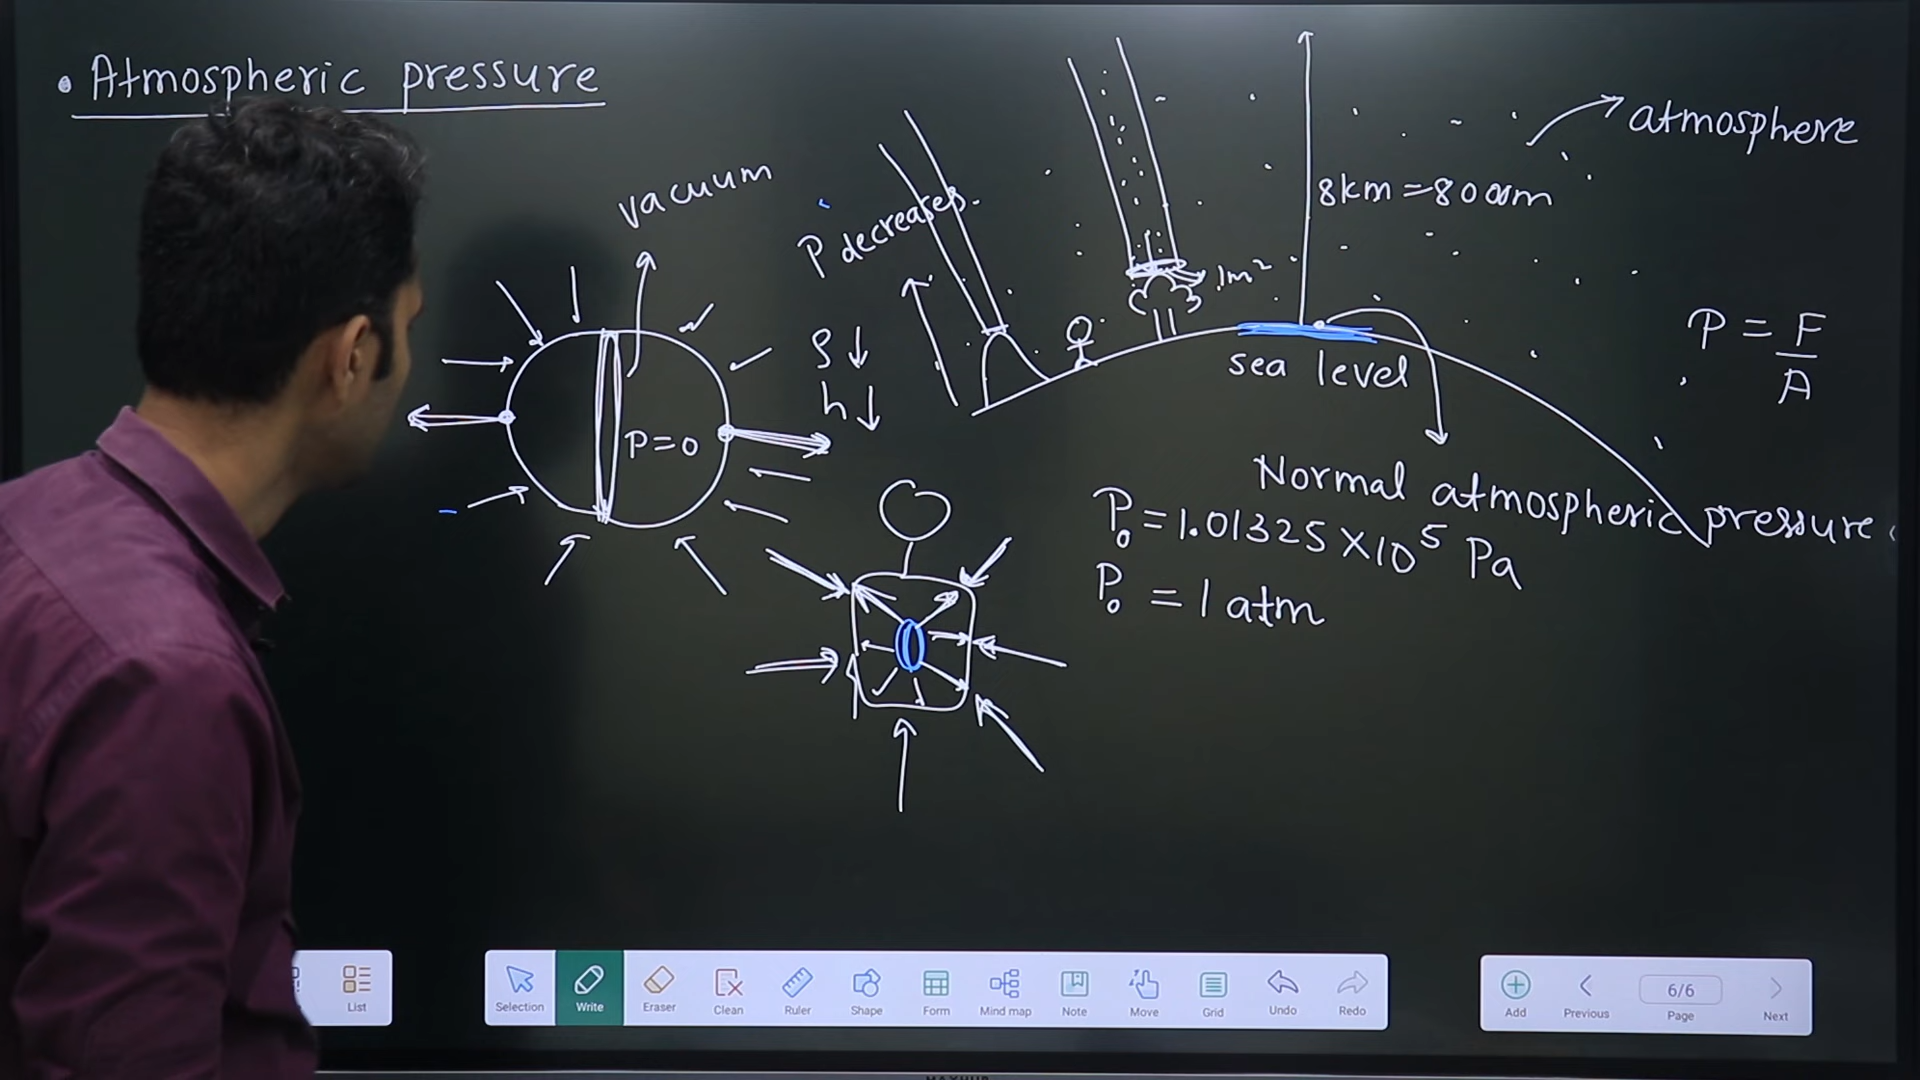 • Atmospheric pressure
vacuum
P decreases.
atmosphere
8km = 8000m
1m²
P = F
A
ρ ↓
h ↓
sea level
P=0
Normal atmospheric pressure
P₀ = 1.01325 × 10⁵ Pa
P₀ = 1 atm
List
Selection
Write
Eraser
Clean
Ruler
Shape
Form
Mind map
Note
Move
Grid
Undo
Redo
Add
Previous
6/6
Page
Next